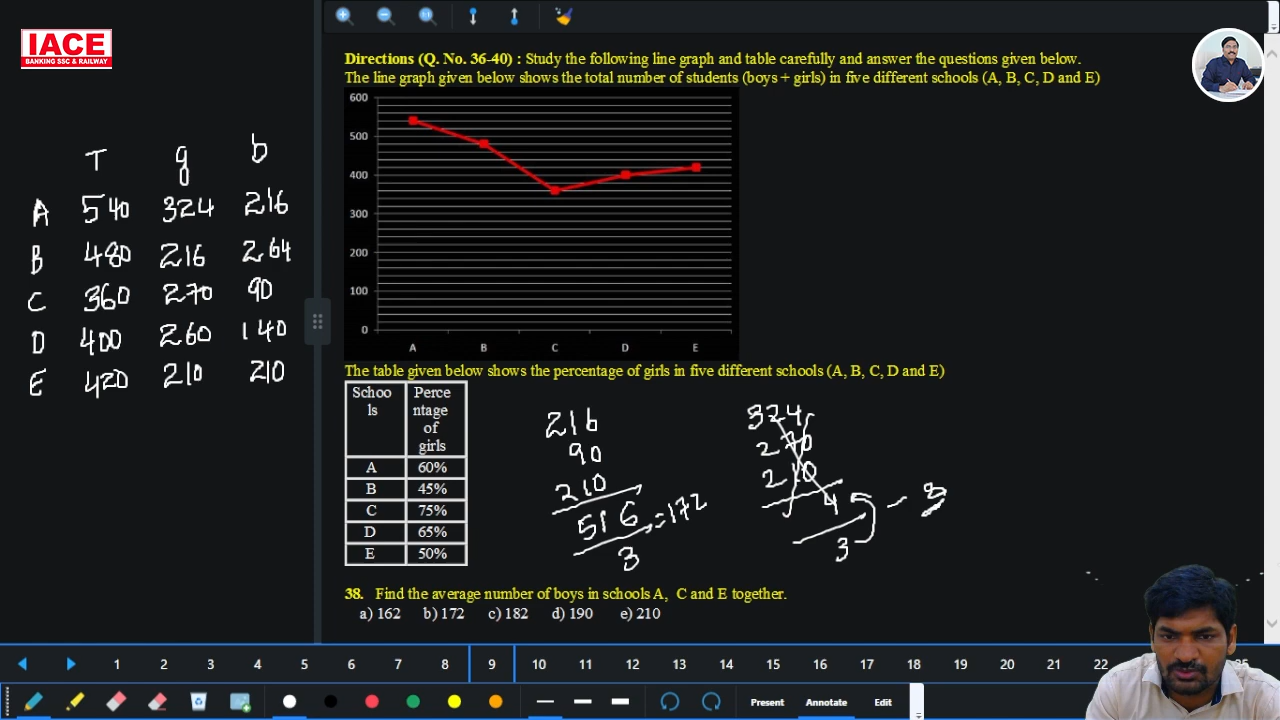 IACE
BANKING SSC & RAILWAY
Directions (Q. No. 36-40) : Study the following line graph and table carefully and answer the questions given below.
The line graph given below shows the total number of students (boys + girls) in five different schools (A, B, C, D and E)
600
500
400
300
200
100
0
A B C D E
T g b
A 540 324 216
B 480 216 264
C 360 270 90
D 400 260 140
E 420 210 210
The table given below shows the percentage of girls in five different schools (A, B, C, D and E)
Schoo
ls
Perce
ntage
of
girls
A 60%
B 45%
C 75%
D 65%
E 50%
216
90
210
516 = 172
3
324
270
210
4
3
38. Find the average number of boys in schools A, C and E together.
a) 162 b) 172 c) 182 d) 190 e) 210
1 2 3 4 5 6 7 8 9 10 11 12 13 14 15 16 17 18 19 20 21 22
Present Annotate Edit